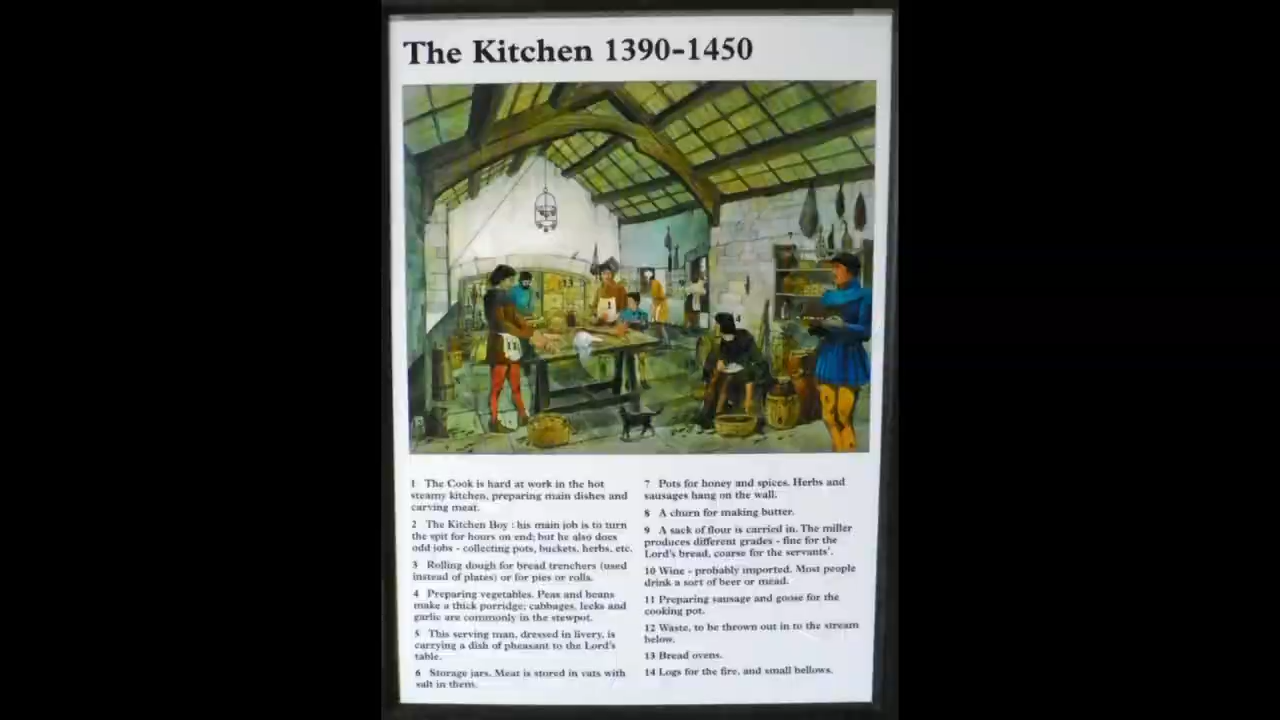 The Kitchen 1390-1450
1 The Cook is hard at work in the hot
steamy kitchen, preparing main dishes and
carving meat.
2 The Kitchen Boy : his main job is to turn
the spit for hours on end; but he also does
odd jobs - collecting pots, buckets, herbs, etc.
3 Rolling dough for bread trenchers (used
instead of plates) or for pies or rolls.
4 Preparing vegetables. Peas and beans
make a thick porridge; cabbages, leeks and
garlic are commonly in the stewpot.
5 This serving man, dressed in livery, is
carrying a dish of pheasant to the Lord's
table.
6 Storage jars. Meat is stored in vats with
salt in them.
7 Pots for honey and spices. Herbs and
sausages hang on the wall.
8 A churn for making butter.
9 A sack of flour is carried in. The miller
produces different grades - fine for the
Lord's bread, coarse for the servants'.
10 Wine - probably imported. Most people
drink a sort of beer or mead.
11 Preparing sausage and goose for the
cooking pot.
12 Waste, to be thrown out in to the stream
below.
13 Bread ovens.
14 Logs for the fire, and small bellows.